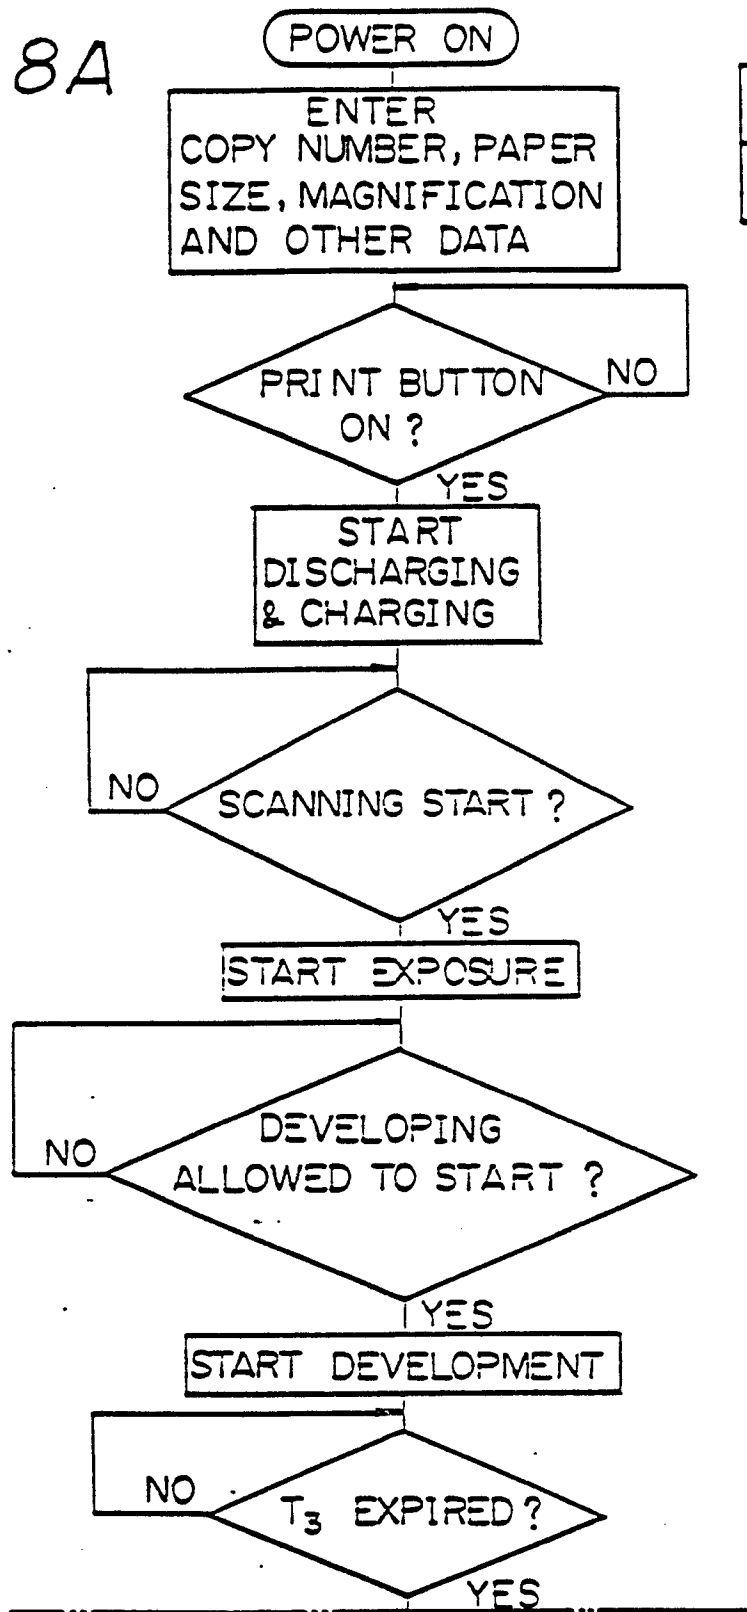 8A
POWER ON
ENTER
COPY NUMBER, PAPER
SIZE, MAGNIFICATION
AND OTHER DATA
PRINT BUTTON
ON ?
NO
YES
START
DISCHARGING
& CHARGING
NO
SCANNING START ?
YES
START EXPOSURE
DEVELOPING
NO
ALLOWED TO START ?
YES
START DEVELOPMENT
NO
T₃ EXPIRED ?
YES